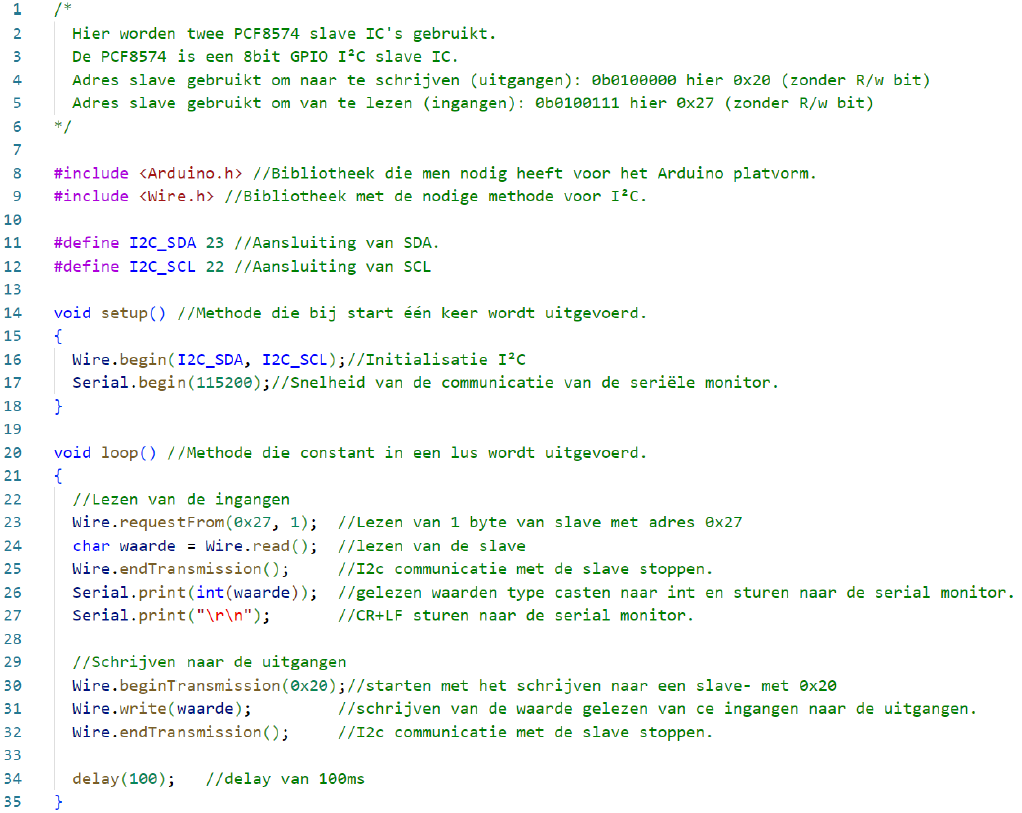 1 /*
2 Hier worden twee PCF8574 slave IC's gebruikt.
3 De PCF8574 is een 8bit GPIO I²C slave IC.
4 Adres slave gebruikt om naar te schrijven (uitgangen): 0b0100000 hier 0x20 (zonder R/w bit)
5 Adres slave gebruikt om van te lezen (ingangen): 0b0100111 hier 0x27 (zonder R/w bit)
6 */
7
8 #include <Arduino.h> //Bibliotheek die men nodig heeft voor het Arduino platvorm.
9 #include <Wire.h> //Bibliotheek met de nodige methode voor I²C.
10
11 #define I2C_SDA 23 //Aansluiting van SDA.
12 #define I2C_SCL 22 //Aansluiting van SCL
13
14 void setup() //Methode die bij start één keer wordt uitgevoerd.
15 {
16 Wire.begin(I2C_SDA, I2C_SCL);//Initialisatie I²C
17 Serial.begin(115200);//Snelheid van de communicatie van de seriële monitor.
18 }
19
20 void loop() //Methode die constant in een lus wordt uitgevoerd.
21 {
22 //Lezen van de ingangen
23 Wire.requestFrom(0x27, 1); //Lezen van 1 byte van slave met adres 0x27
24 char waarde = Wire.read(); //lezen van de slave
25 Wire.endTransmission(); //I2c communicatie met de slave stoppen.
26 Serial.print(int(waarde)); //gelezen waarden type casten naar int en sturen naar de serial monitor.
27 Serial.print("\r\n"); //CR+LF sturen naar de serial monitor.
28
29 //Schrijven naar de uitgangen
30 Wire.beginTransmission(0x20);//starten met het schrijven naar een slave- met 0x20
31 Wire.write(waarde); //schrijven van de waarde gelezen van ce ingangen naar de uitgangen.
32 Wire.endTransmission(); //I2c communicatie met de slave stoppen.
33
34 delay(100); //delay van 100ms
35 }